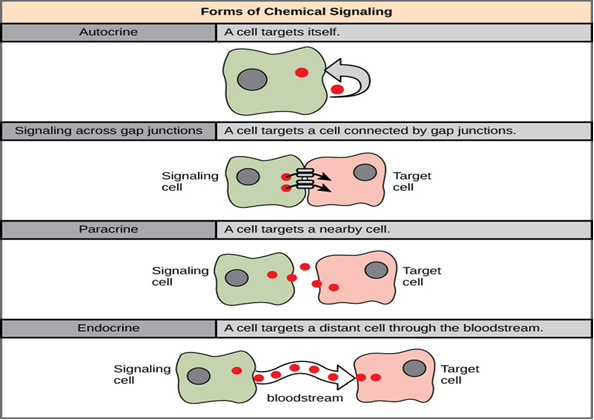 Forms of Chemical Signaling
Autocrine
A cell targets itself.
Signaling across gap junctions
A cell targets a cell connected by gap junctions.
Signaling
cell
Target
cell
Paracrine
A cell targets a nearby cell.
Signaling
cell
Target
cell
Endocrine
A cell targets a distant cell through the bloodstream.
Signaling
cell
bloodstream
Target
cell